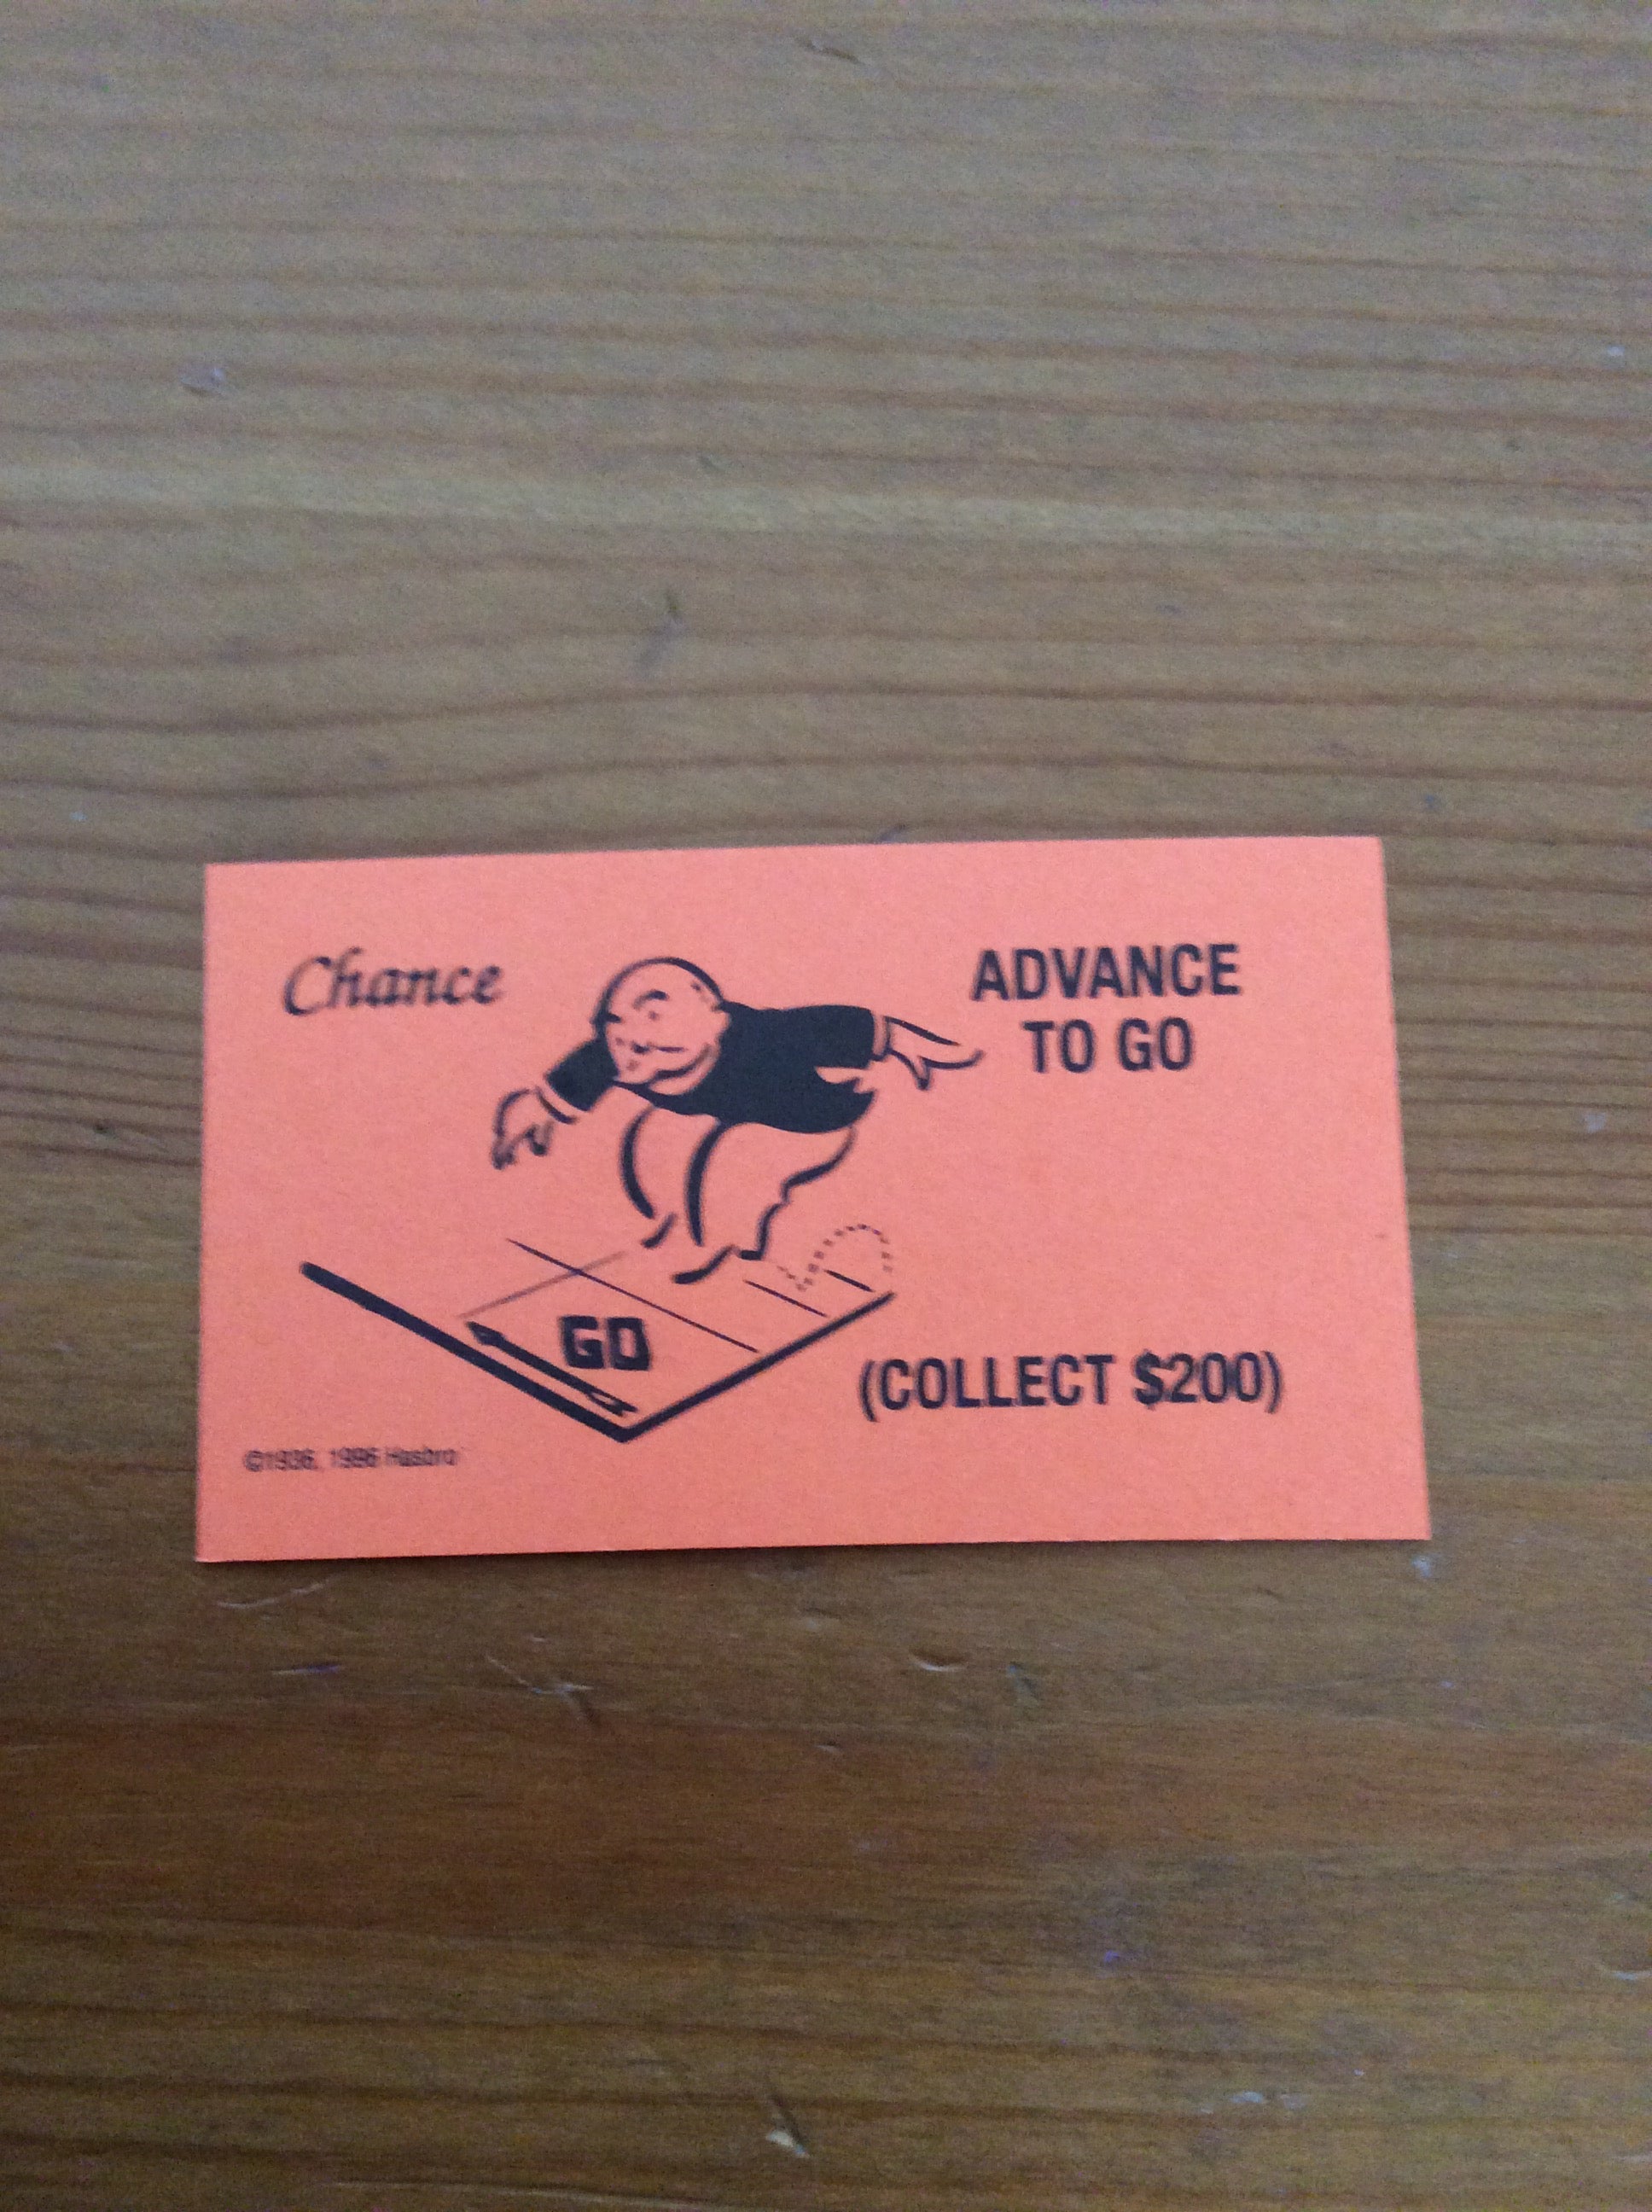 Chance
ADVANCE
TO GO
GO
(COLLECT $200)
©1936, 1996 Hasbro